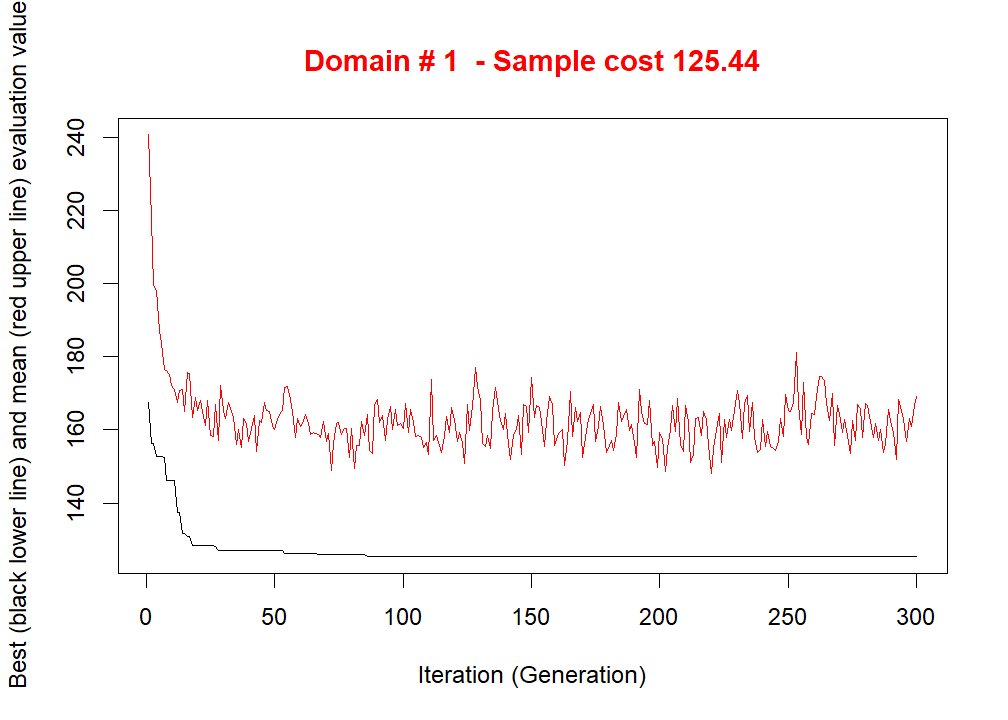 Domain # 1  - Sample cost 125.44
Best (black lower line) and mean (red upper line) evaluation value
240
220
200
180
160
140
0 50 100 150 200 250 300
Iteration (Generation)